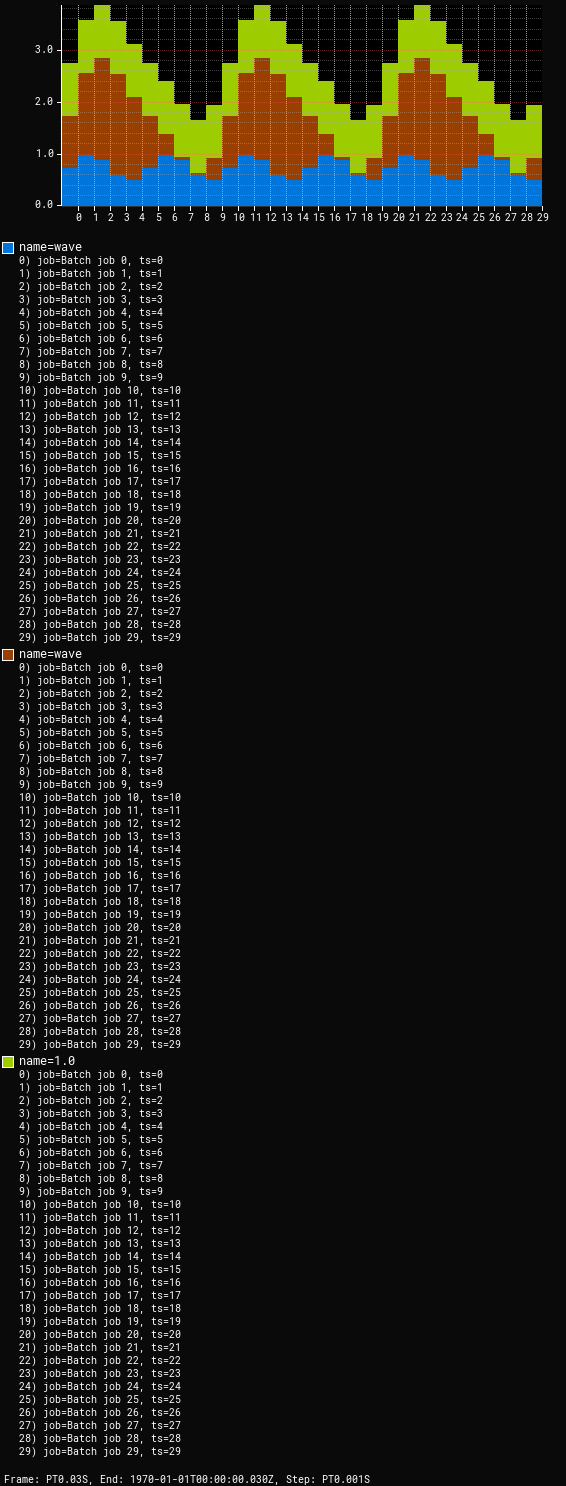 3.0
2.0
1.0
0.0
0 1 2 3 4 5 6 7 8 9 10 11 12 13 14 15 16 17 18 19 20 21 22 23 24 25 26 27 28 29
name=wave
0) job=Batch job 0, ts=0
1) job=Batch job 1, ts=1
2) job=Batch job 2, ts=2
3) job=Batch job 3, ts=3
4) job=Batch job 4, ts=4
5) job=Batch job 5, ts=5
6) job=Batch job 6, ts=6
7) job=Batch job 7, ts=7
8) job=Batch job 8, ts=8
9) job=Batch job 9, ts=9
10) job=Batch job 10, ts=10
11) job=Batch job 11, ts=11
12) job=Batch job 12, ts=12
13) job=Batch job 13, ts=13
14) job=Batch job 14, ts=14
15) job=Batch job 15, ts=15
16) job=Batch job 16, ts=16
17) job=Batch job 17, ts=17
18) job=Batch job 18, ts=18
19) job=Batch job 19, ts=19
20) job=Batch job 20, ts=20
21) job=Batch job 21, ts=21
22) job=Batch job 22, ts=22
23) job=Batch job 23, ts=23
24) job=Batch job 24, ts=24
25) job=Batch job 25, ts=25
26) job=Batch job 26, ts=26
27) job=Batch job 27, ts=27
28) job=Batch job 28, ts=28
29) job=Batch job 29, ts=29
name=wave
0) job=Batch job 0, ts=0
1) job=Batch job 1, ts=1
2) job=Batch job 2, ts=2
3) job=Batch job 3, ts=3
4) job=Batch job 4, ts=4
5) job=Batch job 5, ts=5
6) job=Batch job 6, ts=6
7) job=Batch job 7, ts=7
8) job=Batch job 8, ts=8
9) job=Batch job 9, ts=9
10) job=Batch job 10, ts=10
11) job=Batch job 11, ts=11
12) job=Batch job 12, ts=12
13) job=Batch job 13, ts=13
14) job=Batch job 14, ts=14
15) job=Batch job 15, ts=15
16) job=Batch job 16, ts=16
17) job=Batch job 17, ts=17
18) job=Batch job 18, ts=18
19) job=Batch job 19, ts=19
20) job=Batch job 20, ts=20
21) job=Batch job 21, ts=21
22) job=Batch job 22, ts=22
23) job=Batch job 23, ts=23
24) job=Batch job 24, ts=24
25) job=Batch job 25, ts=25
26) job=Batch job 26, ts=26
27) job=Batch job 27, ts=27
28) job=Batch job 28, ts=28
29) job=Batch job 29, ts=29
name=1.0
0) job=Batch job 0, ts=0
1) job=Batch job 1, ts=1
2) job=Batch job 2, ts=2
3) job=Batch job 3, ts=3
4) job=Batch job 4, ts=4
5) job=Batch job 5, ts=5
6) job=Batch job 6, ts=6
7) job=Batch job 7, ts=7
8) job=Batch job 8, ts=8
9) job=Batch job 9, ts=9
10) job=Batch job 10, ts=10
11) job=Batch job 11, ts=11
12) job=Batch job 12, ts=12
13) job=Batch job 13, ts=13
14) job=Batch job 14, ts=14
15) job=Batch job 15, ts=15
16) job=Batch job 16, ts=16
17) job=Batch job 17, ts=17
18) job=Batch job 18, ts=18
19) job=Batch job 19, ts=19
20) job=Batch job 20, ts=20
21) job=Batch job 21, ts=21
22) job=Batch job 22, ts=22
23) job=Batch job 23, ts=23
24) job=Batch job 24, ts=24
25) job=Batch job 25, ts=25
26) job=Batch job 26, ts=26
27) job=Batch job 27, ts=27
28) job=Batch job 28, ts=28
29) job=Batch job 29, ts=29
Frame: PT0.03S, End: 1970-01-01T00:00:00.030Z, Step: PT0.001S